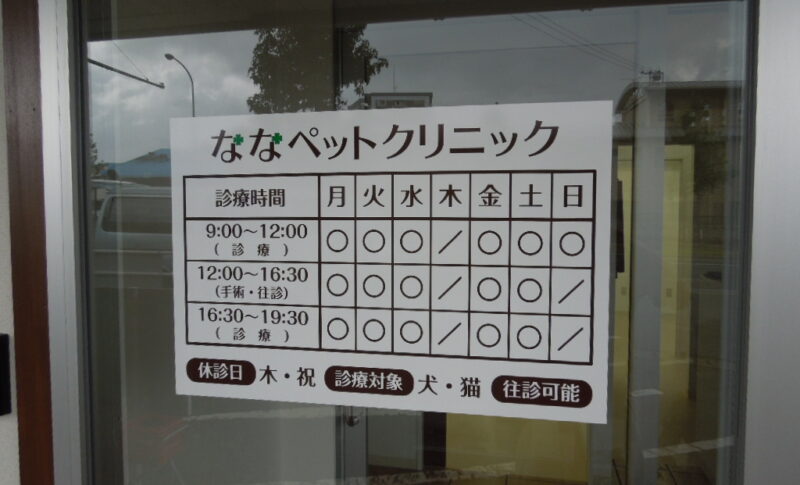 ななペットクリニック
診療時間 月 火 水 木 金 土 日
9:00〜12:00 ( 診 療 ) ○ ○ ○ ／ ○ ○ ○
12:00〜16:30 (手術・往診) ○ ○ ○ ／ ○ ○ ／
16:30〜19:30 ( 診 療 ) ○ ○ ○ ／ ○ ○ ／
休診日 木・祝 診療対象 犬・猫 往診可能